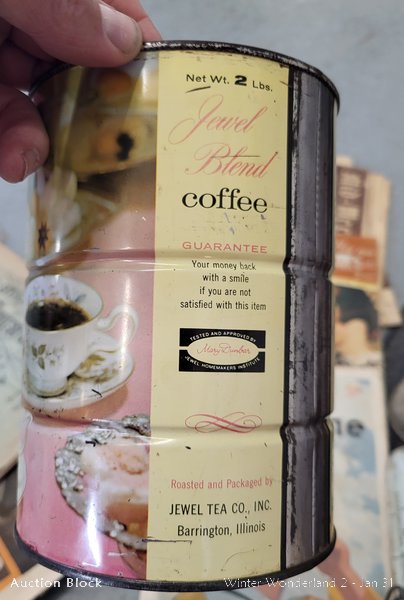 Net Wt. 2 Lbs.
Jewel
Blend
coffee
GUARANTEE
Your money back
with a smile
if you are not
satisfied with this item
TESTED AND APPROVED BY
Mary Dunbar
JEWEL HOMEMAKERS INSTITUTE
Roasted and Packaged by
JEWEL TEA CO., INC.
Barrington, Illinois
Auction Block
Winter Wonderland 2 - Jan 31